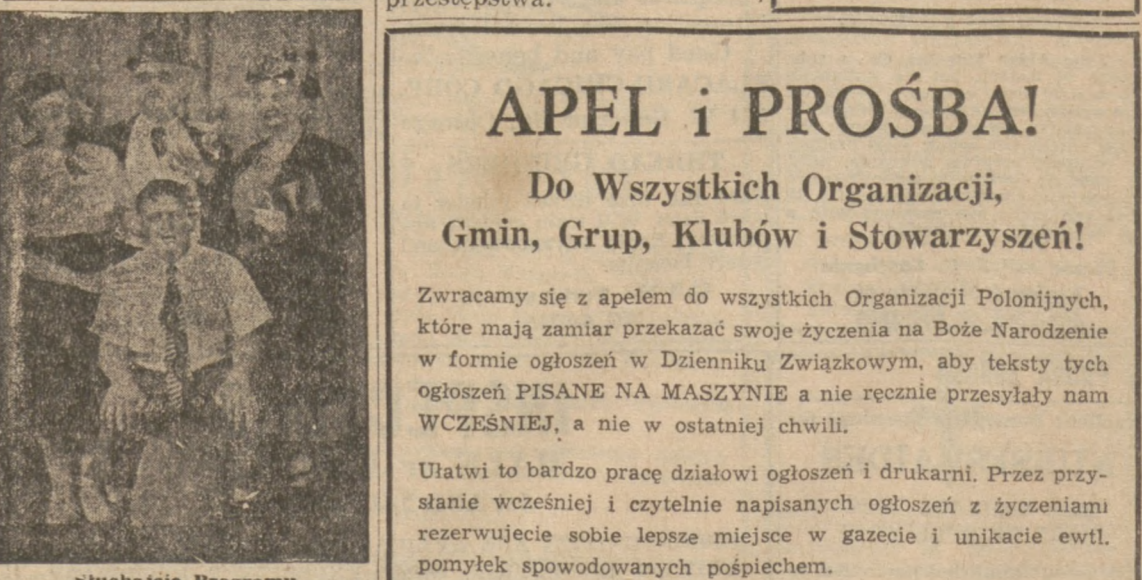 przestępstwa.
APEL i PROŚBA!
Do Wszystkich Organizacji,
Gmin, Grup, Klubów i Stowarzyszeń!
Zwracamy się z apelem do wszystkich Organizacji Polonijnych,
które mają zamiar przekazać swoje życzenia na Boże Narodzenie
w formie ogłoszeń w Dzienniku Związkowym, aby teksty tych
ogłoszeń PISANE NA MASZYNIE a nie ręcznie przesyłały nam
WCZEŚNIEJ, a nie w ostatniej chwili.
Ułatwi to bardzo pracę działowi ogłoszeń i drukarni. Przez przy-
słanie wcześniej i czytelnie napisanych ogłoszeń z życzeniami
rezerwujecie sobie lepsze miejsce w gazecie i unikacie ewtl.
pomyłek spowodowanych pośpiechem.
Słuchajcie Programu